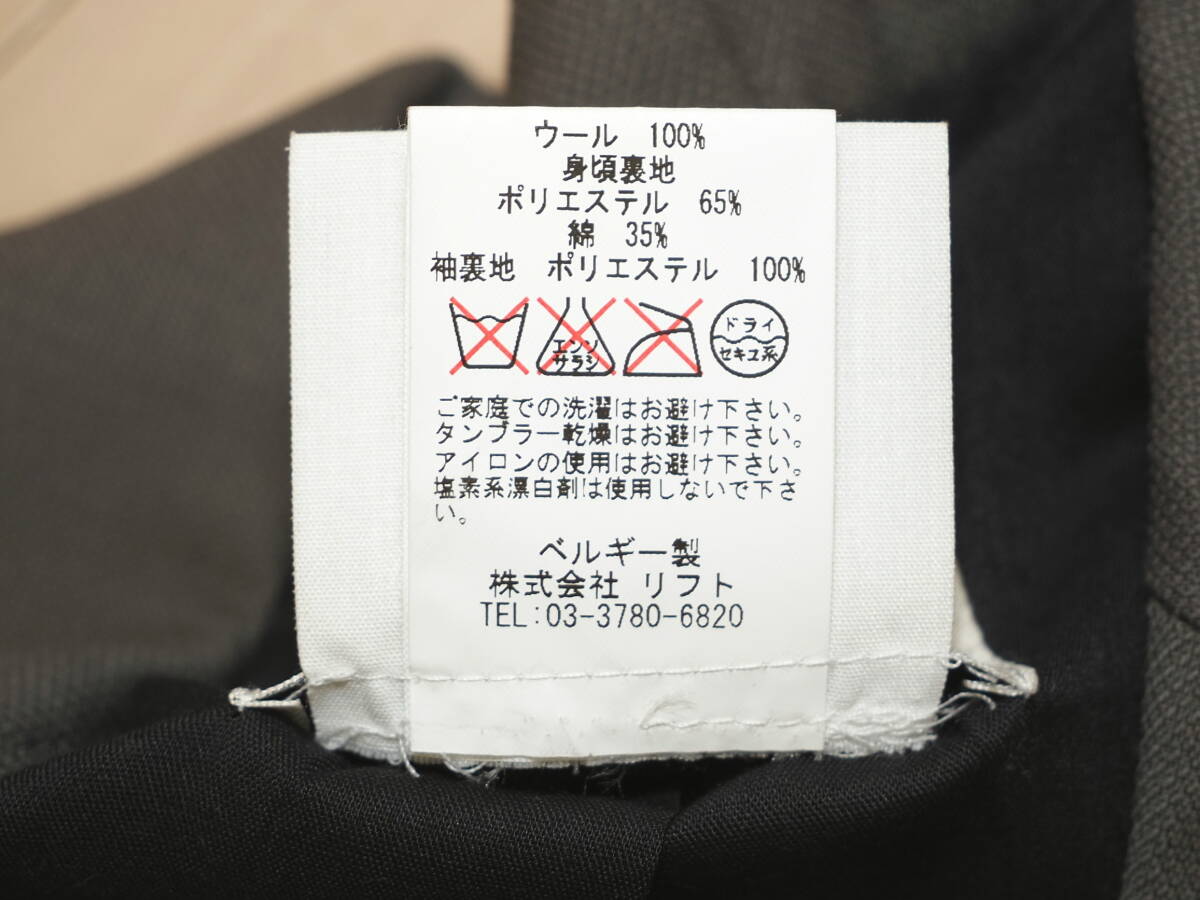 ウール 100%
身頃裏地
ポリエステル 65%
綿 35%
袖裏地 ポリエステル 100%
エンソ
サラシ
ドライ
セキユ系
ご家庭での洗濯はお避け下さい。
タンブラー乾燥はお避け下さい。
アイロンの使用はお避け下さい。
塩素系漂白剤は使用しないで下さ
い。
ベルギー製
株式会社 リフト
TEL:03-3780-6820